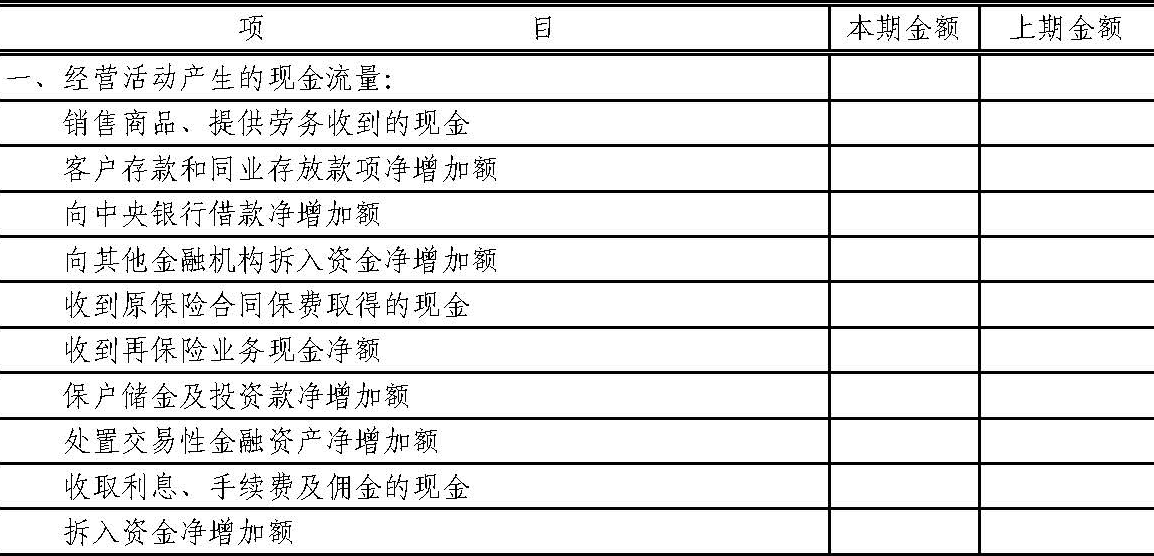 项 目 本期金额 上期金额
一、经营活动产生的现金流量：
销售商品、提供劳务收到的现金
客户存款和同业存放款项净增加额
向中央银行借款净增加额
向其他金融机构拆入资金净增加额
收到原保险合同保费取得的现金
收到再保险业务现金净额
保户储金及投资款净增加额
处置交易性金融资产净增加额
收取利息、手续费及佣金的现金
拆入资金净增加额